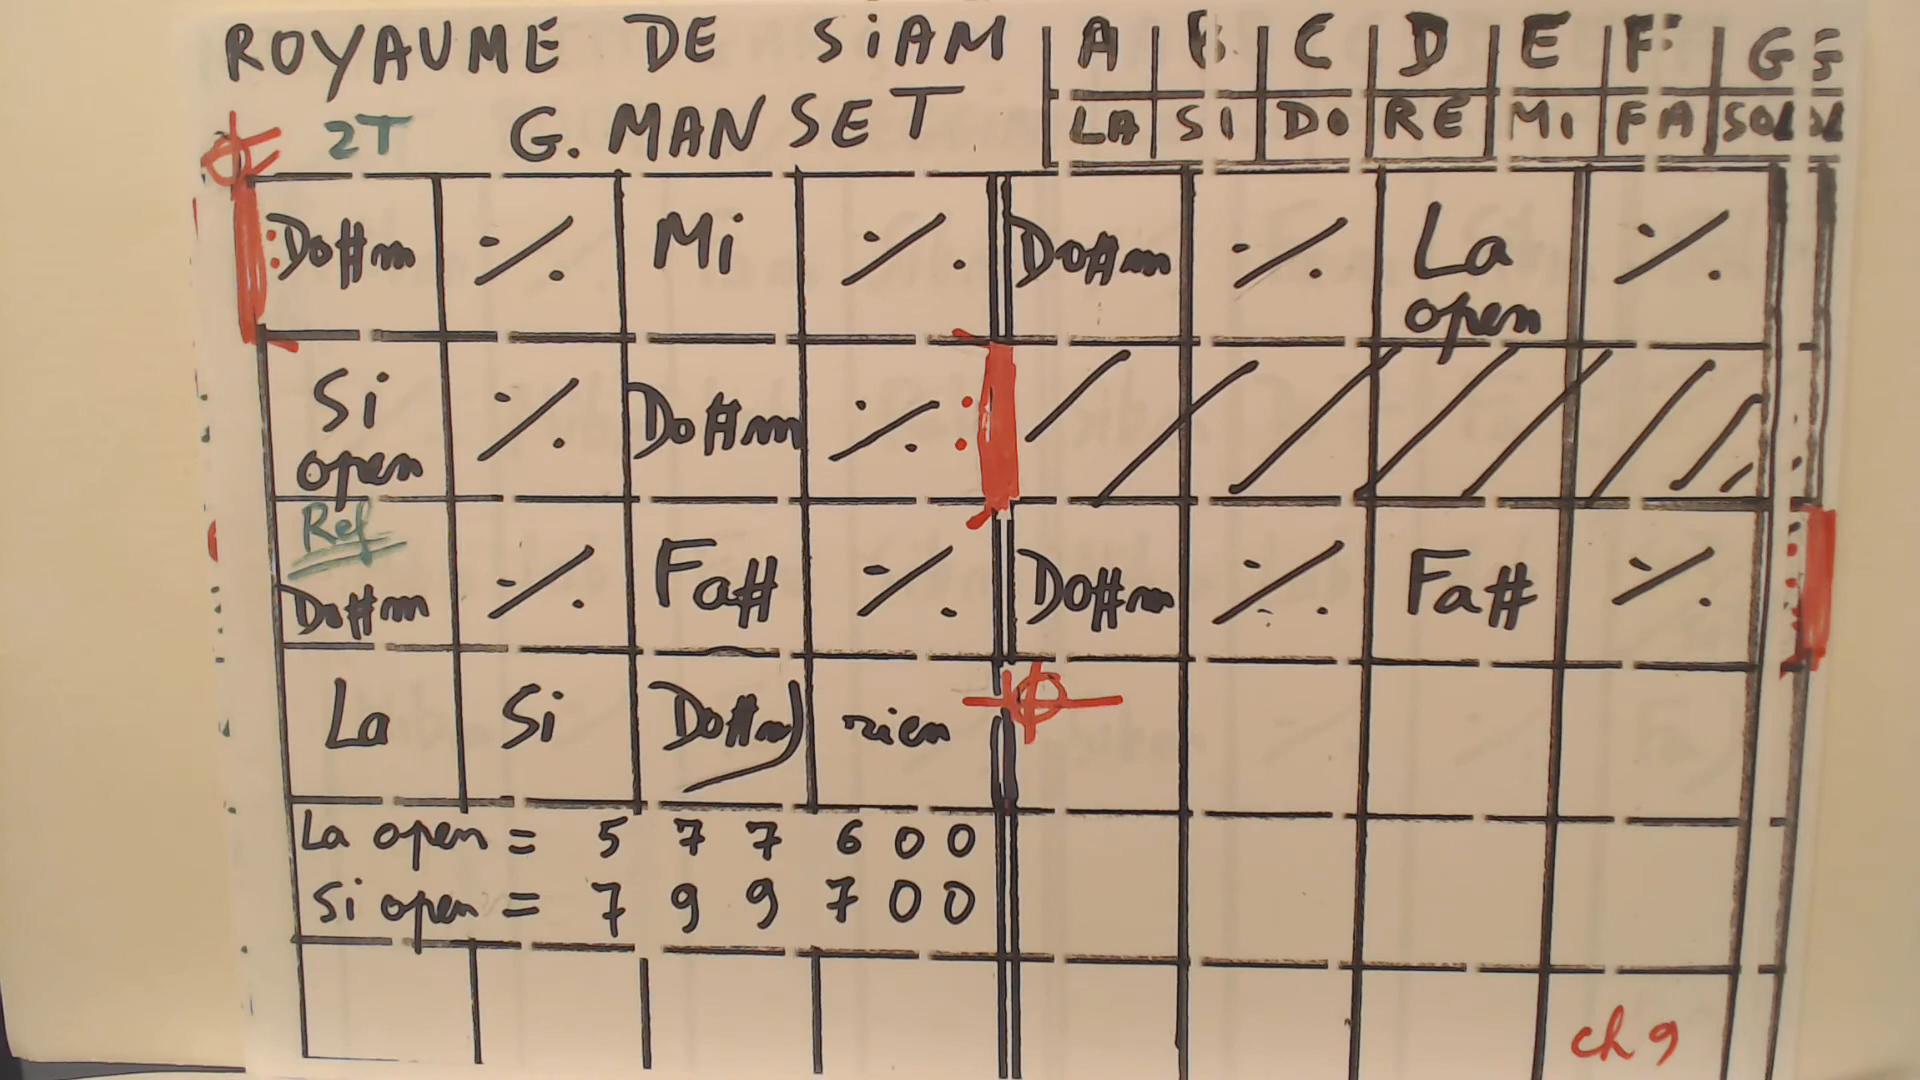 ROYAUME DE SiAM
2T G. MANSET
A B C D E F G
LA SI DO RE Mi FA SOL
Do#m ٪ Mi ٪ Do#m ٪ La open ٪
Si open ٪ Do#m ٪
Ref
Do#m ٪ Fa# ٪ Do#m ٪ Fa# ٪
La Si Do#m rien
La open = 5 7 7 6 0 0
Si open = 7 9 9 7 0 0
ch 9